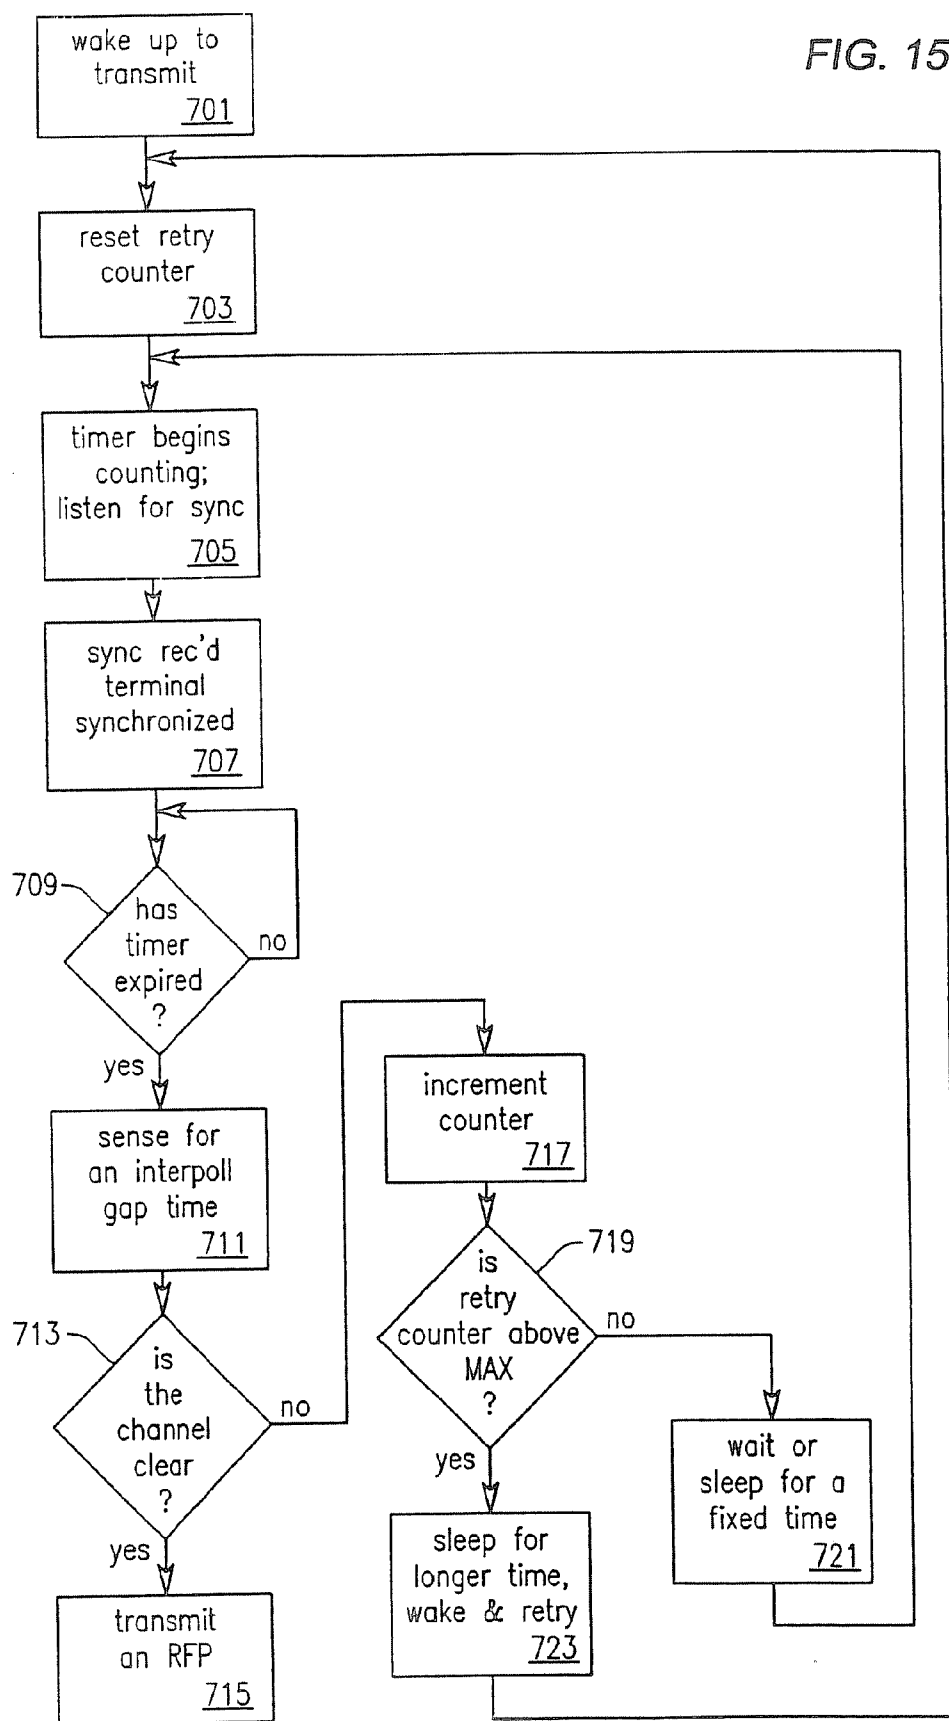 FIG. 15
wake up to
transmit
701
reset retry
counter
703
timer begins
counting;
listen for sync
705
sync rec'd
terminal
synchronized
707
709
has
timer
expired
?
no
yes
sense for
an interpoll
gap time
711
713
is
the
channel
clear
?
no
yes
transmit
an RFP
715
increment
counter
717
719
is
retry
counter above
MAX
?
no
yes
wait or
sleep for a
fixed time
721
sleep for
longer time,
wake & retry
723